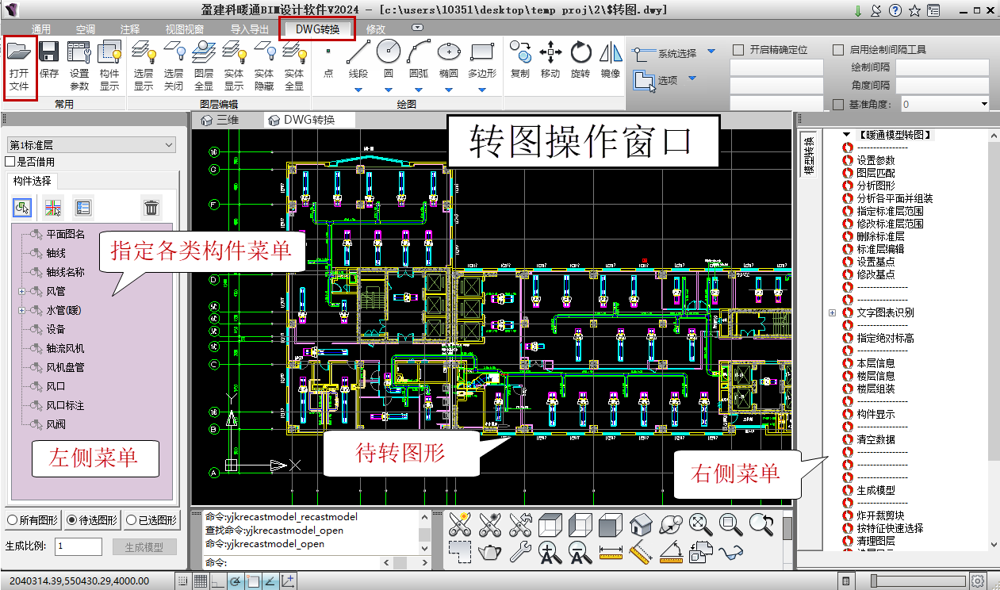 盈建科暖通BIM设计软件V2024 - [c:\users\10351\desktop\temp proj\2\$转图.dwy]
通用 空调 注释 视图视窗 导入导出 DWG转换 修改
打开文件 保存 设置参数 构件显示 选层显示 选层关闭 图层全显 实体显示 实体隐藏 实体全显 点 线段 圆 圆弧 椭圆 多边形 复制 移动 旋转 镜像
系统选择 开启精确定位 启用绘制间隔工具
绘制间隔
选项 角度间隔
基准角度: 0
常用 图层编辑 绘图
三维 DWG转换
转图操作窗口
第1标准层
是否借用
构件选择
平面图名
轴线
轴线名称
风管
水管(暖)
设备
轴流风机
风机盘管
风口
风口标注
风阀
指定各类构件菜单
左侧菜单
待转图形
右侧菜单
所有图形 待选图形 已选图形
生成比例: 1 生成模型
命令:yjkrecastmodel_recastmodel
查找命令:yjkrecastmodel_open
命令:yjkrecastmodel_open
命令:
模型转换
【暖通模型转图】
----------------
设置参数
图层匹配
分析图形
分析各平面并组装
指定标准层范围
修改标准层范围
删除标准层
标准层编辑
设置基点
修改基点
----------------
----------------
文字图表识别
----------------
指定绝对标高
----------------
本层信息
楼层信息
楼层组装
----------------
构件显示
----------------
清空数据
----------------
----------------
----------------
生成模型
----------------
炸开裁剪块
按特征快速选择
清理图层
2040314.39,550430.29,4000.00